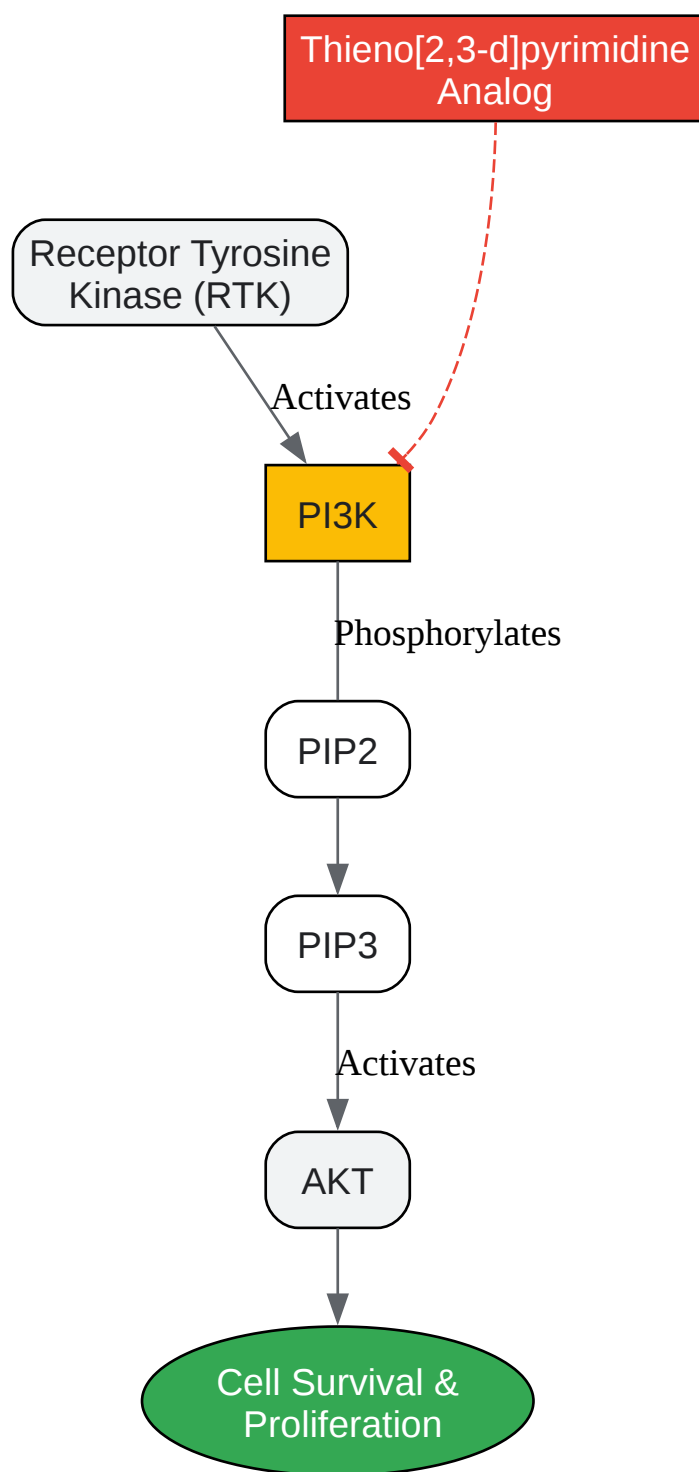 Thieno[2,3-d]pyrimidine
Analog
Receptor Tyrosine
Kinase (RTK)
Activates
PI3K
Phosphorylates
PIP2
PIP3
Activates
AKT
Cell Survival &
Proliferation